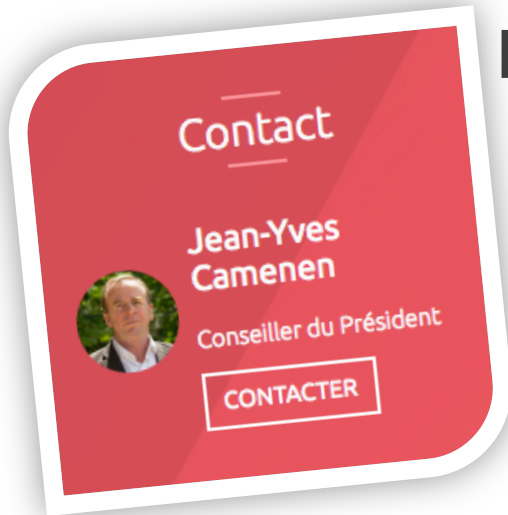 Contact
Jean-Yves
Camenen
Conseiller du Président
CONTACTER